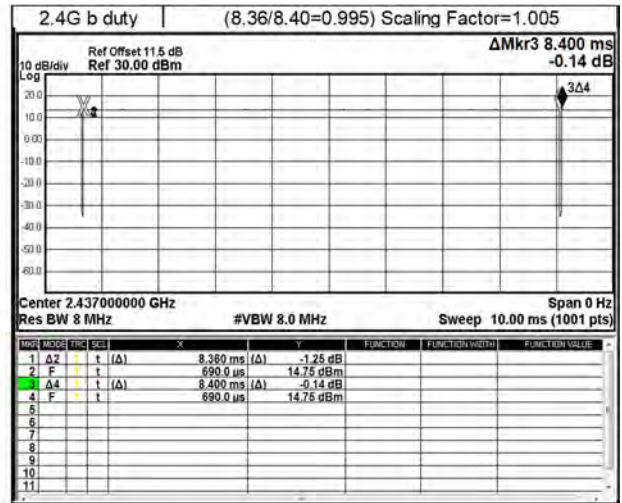 2.4G b duty (8.36/8.40=0.995) Scaling Factor=1.005
ΔMkr3 8.400 ms
-0.14 dB
Ref Offset 11.5 dB
Ref 30.00 dBm
10 dB/div
Log
20.0
10.0
0.00
-10.0
-20.0
-30.0
-40.0
-50.0
-60.0
2
3Δ4
Center 2.437000000 GHz Span 0 Hz
Res BW 8 MHz #VBW 8.0 MHz Sweep 10.00 ms (1001 pts)
MKR MODE TRC SCL X Y FUNCTION FUNCTION WIDTH FUNCTION VALUE
1 Δ2 1 t (Δ) 8.360 ms (Δ) -1.25 dB
2 F 1 t 690.0 µs 14.75 dBm
3 Δ4 1 t (Δ) 8.400 ms (Δ) -0.14 dB
4 F 1 t 690.0 µs 14.75 dBm
5
6
7
8
9
10
11